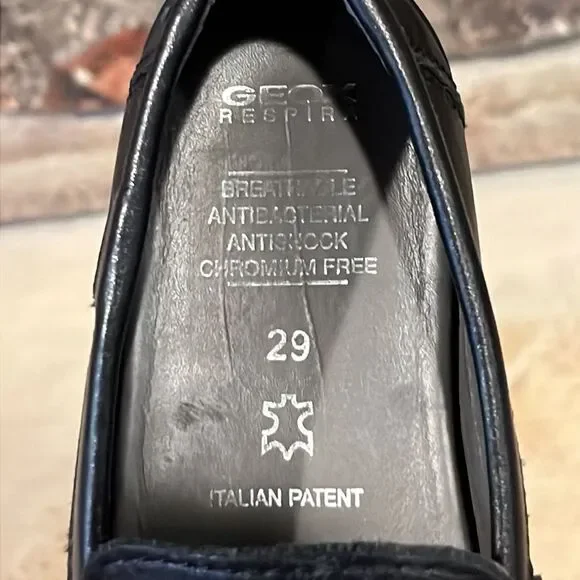 GEOX
RESPIRA
BREATHABLE
ANTIBACTERIAL
ANTISHOCK
CHROMIUM FREE
29
ITALIAN PATENT